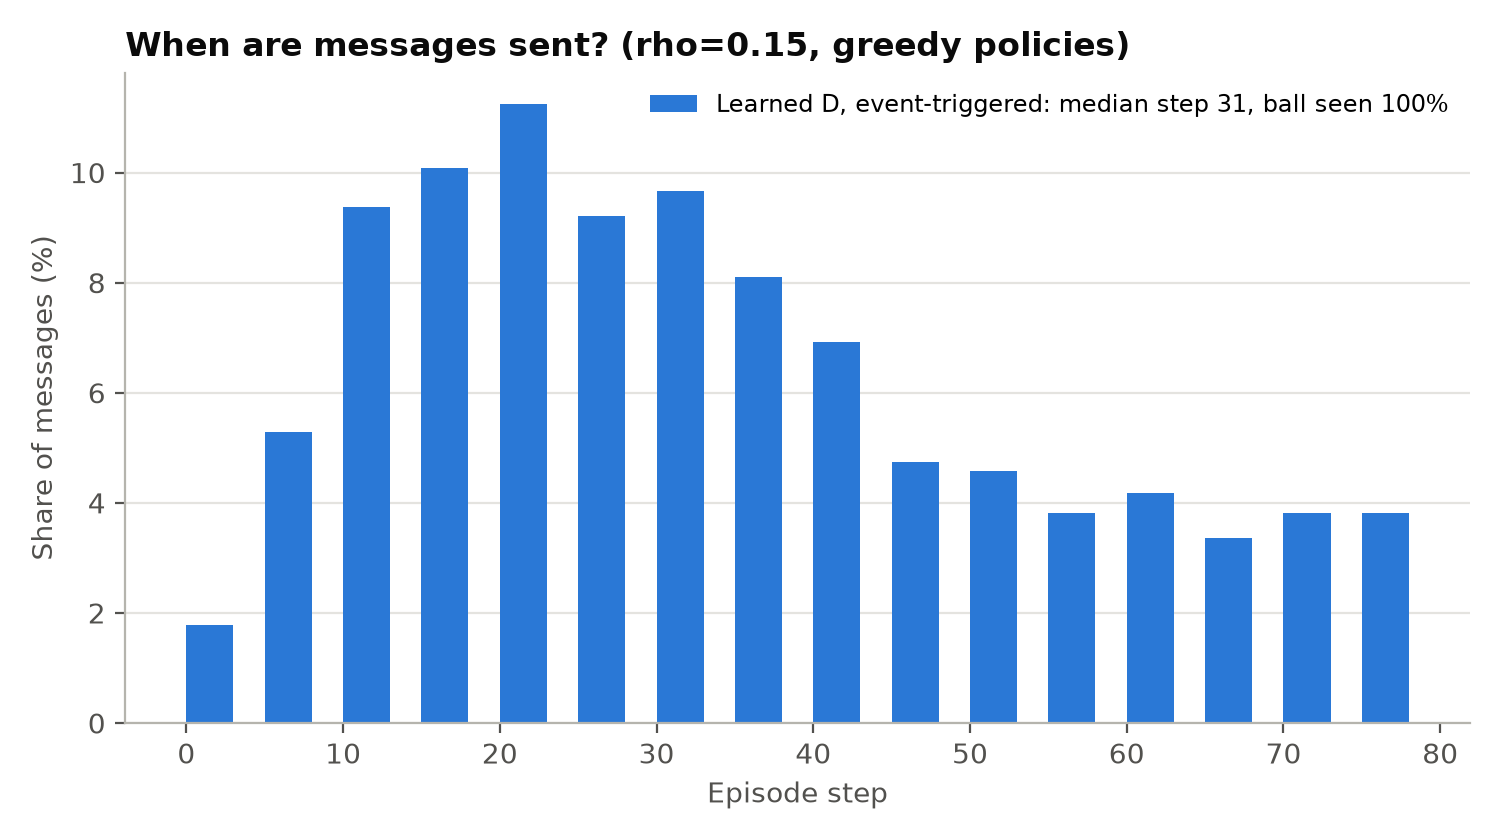 When are messages sent? (rho=0.15, greedy policies)
Learned D, event-triggered: median step 31, ball seen 100%
Share of messages (%)
10
8
6
4
2
0
0 10 20 30 40 50 60 70 80
Episode step